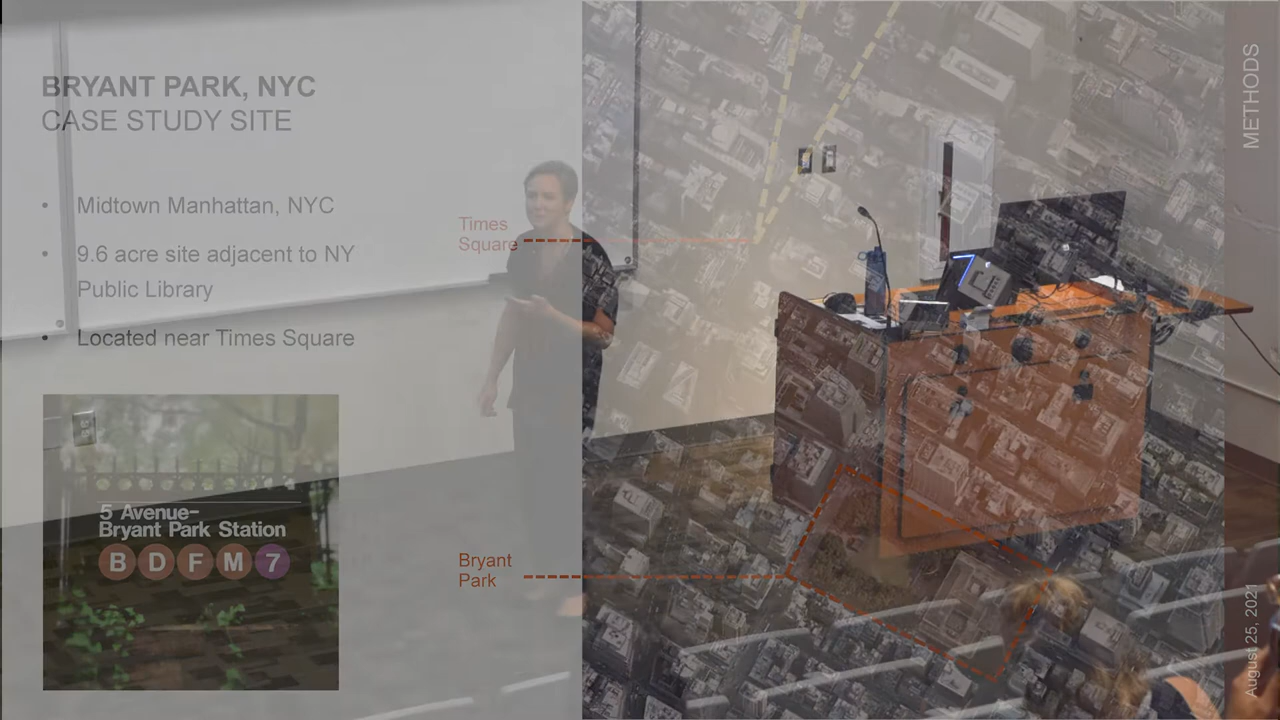 BRYANT PARK, NYC
CASE STUDY SITE
• Midtown Manhattan, NYC
• 9.6 acre site adjacent to NY
Public Library
• Located near Times Square
5 Avenue–
Bryant Park Station
B D F M 7
Times
Square
Bryant
Park
METHODS
August 25, 2021